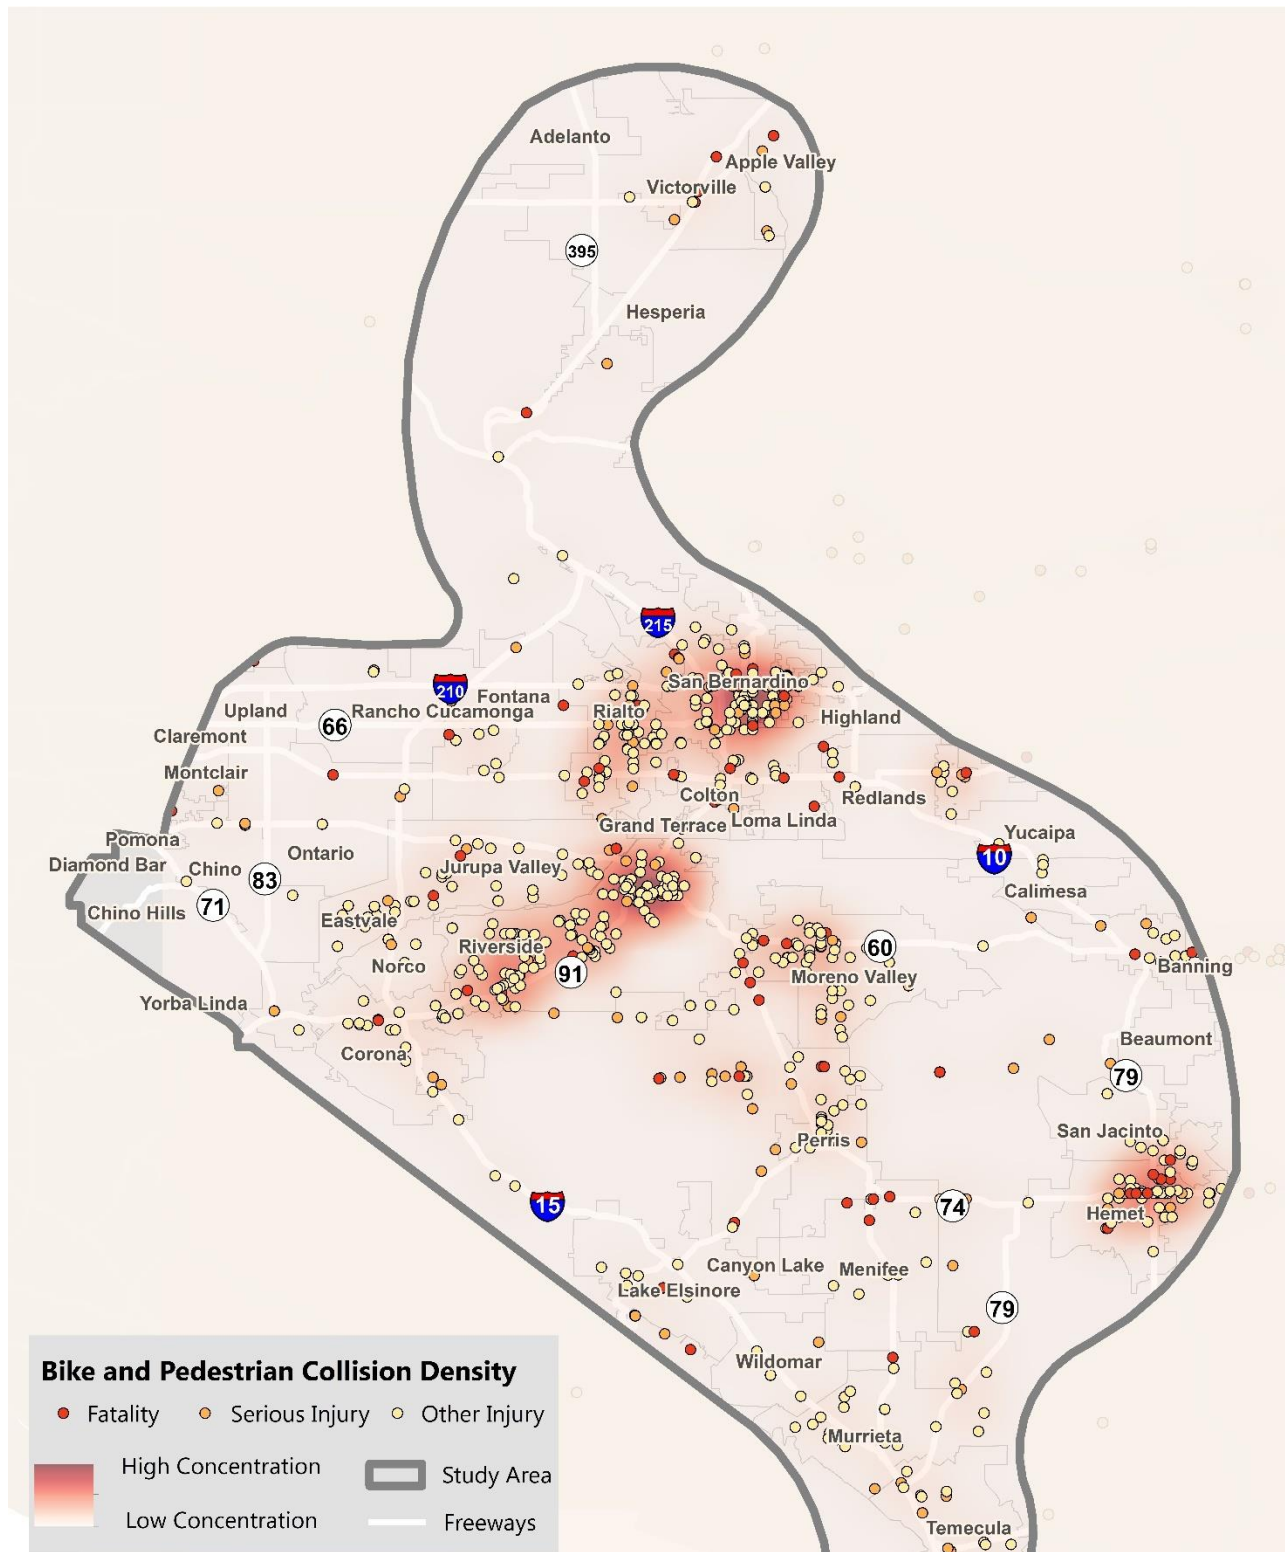 Adelanto
Apple Valley
Victorville
395
Hesperia
215
San Bernardino
210
Fontana
Upland
Rancho Cucamonga
Rialto
Highland
66
Claremont
Montclair
Colton
Redlands
Grand Terrace
Loma Linda
Yucaipa
Pomona
Ontario
10
Diamond Bar
Chino
Jurupa Valley
83
Calimesa
71
Chino Hills
Eastvale
Riverside
60
Norco
91
Moreno Valley
Banning
Yorba Linda
Corona
Beaumont
79
San Jacinto
Perris
15
74
Hemet
Canyon Lake
Menifee
Lake Elsinore
79
Wildomar
Murrieta
Temecula
Bike and Pedestrian Collision Density
Fatality
Serious Injury
Other Injury
High Concentration
Study Area
Low Concentration
Freeways